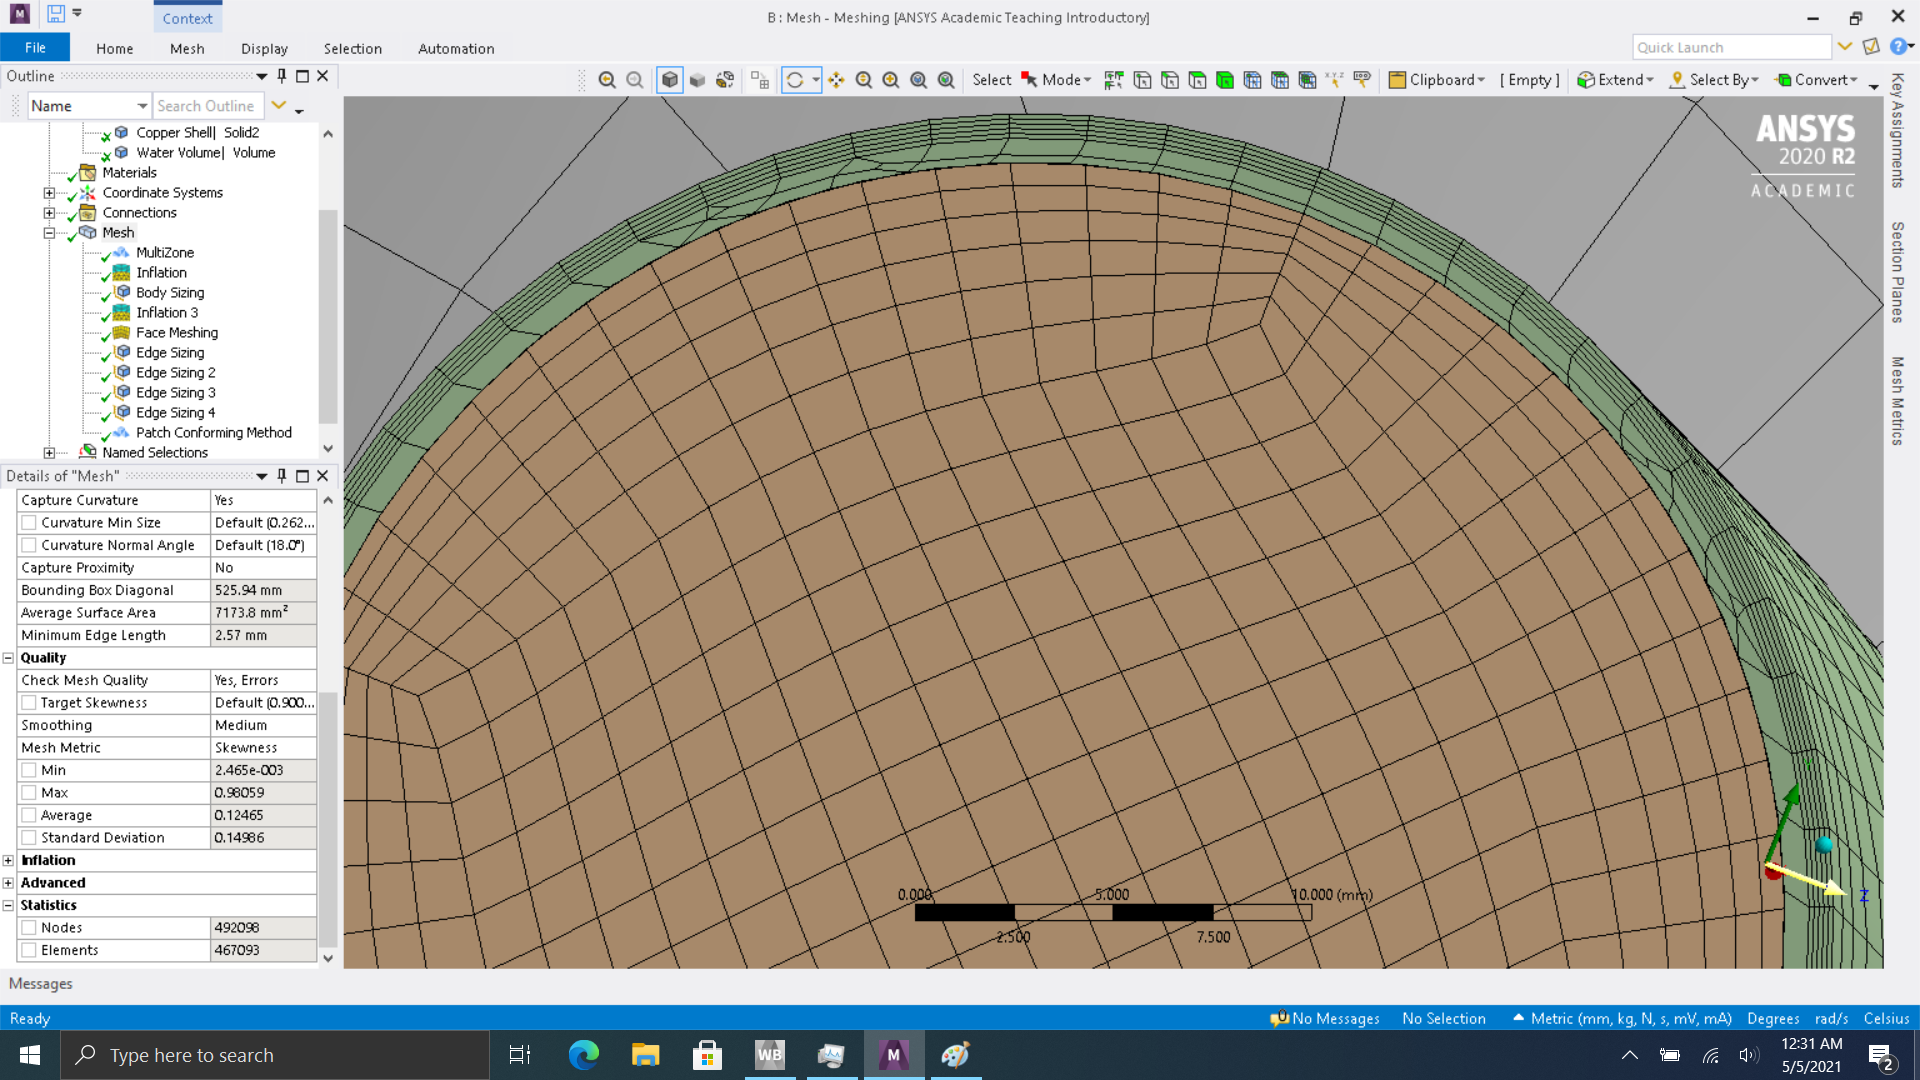 Context
B : Mesh - Meshing [ANSYS Academic Teaching Introductory]
File Home Mesh Display Selection Automation
Quick Launch
Outline
Name Search Outline
Select Mode Clipboard [ Empty ] Extend Select By Convert
Copper Shell| Solid2
Water Volume| Volume
Materials
Coordinate Systems
Connections
Mesh
MultiZone
Inflation
Body Sizing
Inflation 3
Face Meshing
Edge Sizing
Edge Sizing 2
Edge Sizing 3
Edge Sizing 4
Patch Conforming Method
Named Selections
Details of "Mesh"
Capture Curvature Yes
Curvature Min Size Default (0.262...
Curvature Normal Angle Default (18.0°)
Capture Proximity No
Bounding Box Diagonal 525.94 mm
Average Surface Area 7173.8 mm²
Minimum Edge Length 2.57 mm
Quality
Check Mesh Quality Yes, Errors
Target Skewness Default (0.900...
Smoothing Medium
Mesh Metric Skewness
Min 2.465e-003
Max 0.98059
Average 0.12465
Standard Deviation 0.14986
Inflation
Advanced
Statistics
Nodes 492098
Elements 467093
ANSYS
2020 R2
ACADEMIC
Key Assignments
Section Planes
Mesh Metrics
0.000 5.000 10.000 (mm)
2.500 7.500
Z
Messages
Ready
0 No Messages No Selection Metric (mm, kg, N, s, mV, mA) Degrees rad/s Celsius
Type here to search
WB
M
12:31 AM
5/5/2021
2